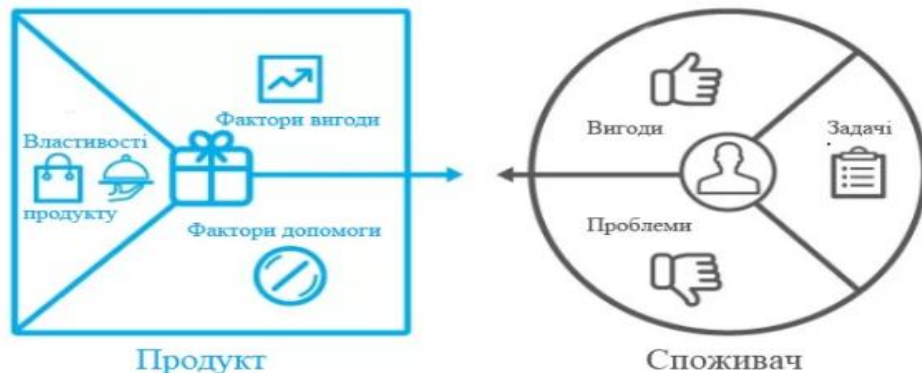 Фактори вигоди
Властивості
продукту
Фактори допомоги
Продукт
Вигоди
Задачі
Проблеми
Споживач